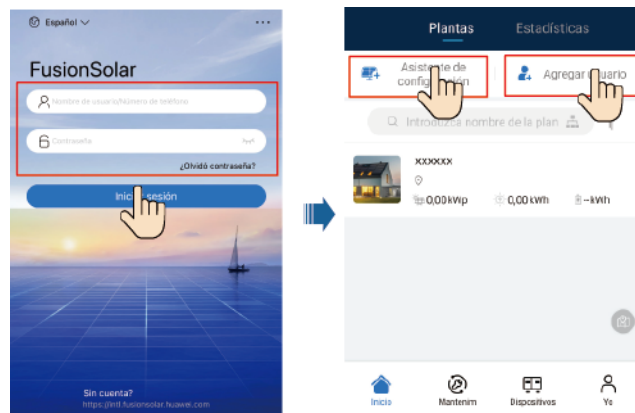 Español
...
FusionSolar
Nombre de usuario/Número de teléfono
Contraseña
¿Olvidó contraseña?
Iniciar sesión
Sin cuenta?
https://intl.fusionsolar.huawei.com
Plantas Estadísticas
Asistente de
configuración
Agregar usuario
Introduzca nombre de la plan
xxxxxx
0,00 kWp 0,00 kWh --kWh
Inicio Mantenim Dispositivos Yo